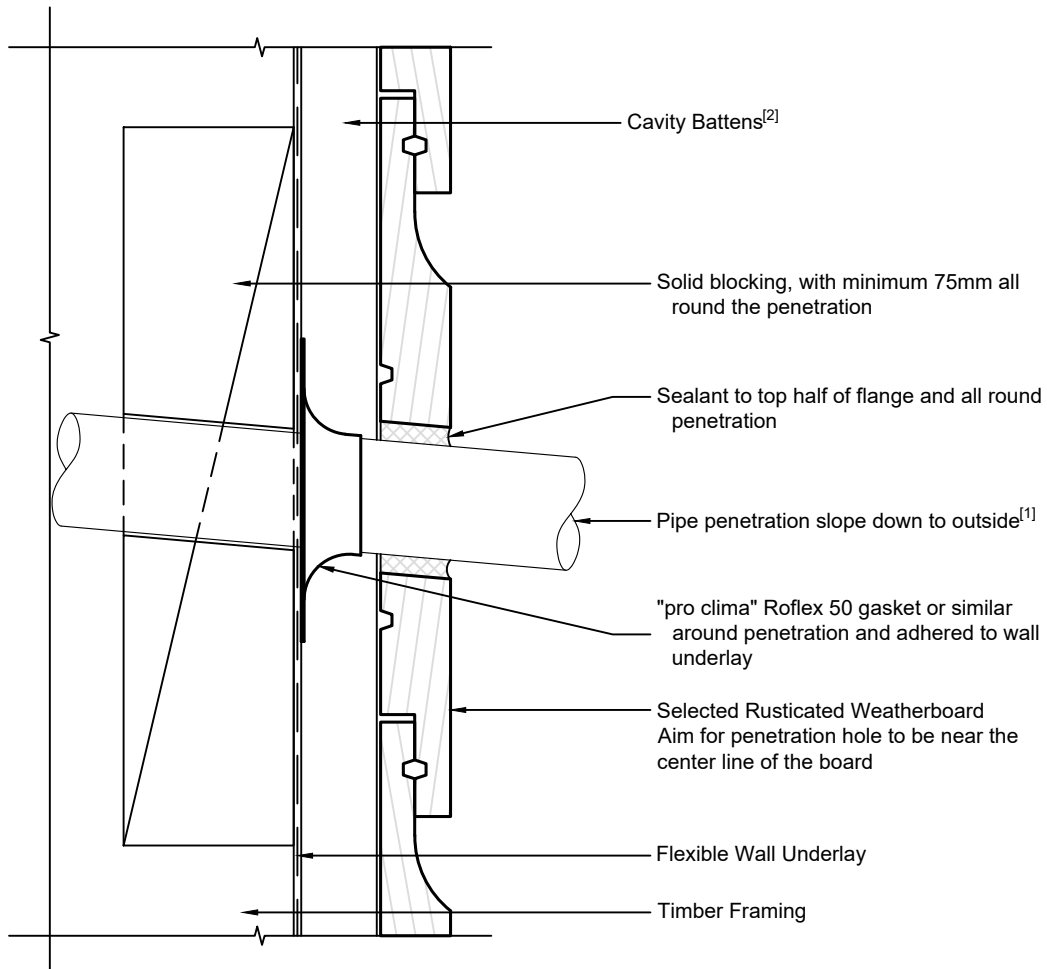 Cavity Battens[2]
Solid blocking, with minimum 75mm all
round the penetration
Sealant to top half of flange and all round
penetration
Pipe penetration slope down to outside[1]
"pro clima" Roflex 50 gasket or similar
around penetration and adhered to wall
underlay
Selected Rusticated Weatherboard
Aim for penetration hole to be near the
center line of the board
Flexible Wall Underlay
Timber Framing